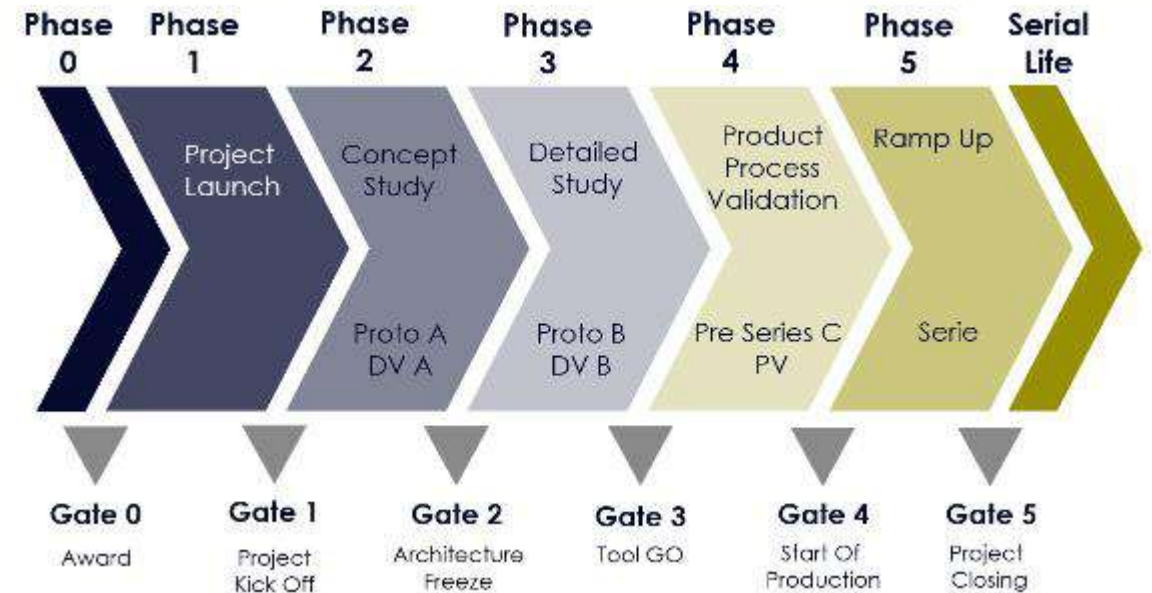 Phase
0
Phase
1
Phase
2
Phase
3
Phase
4
Phase
5
Serial
Life
Project
Launch
Concept
Study
Detailed
Study
Product
Process
Validation
Ramp Up
Proto A
DV A
Proto B
DV B
Pre Series C
PV
Serie
Gate 0
Award
Gate 1
Project
Kick Off
Gate 2
Architecture
Freeze
Gate 3
Tool GO
Gate 4
Start Of
Production
Gate 5
Project
Closing